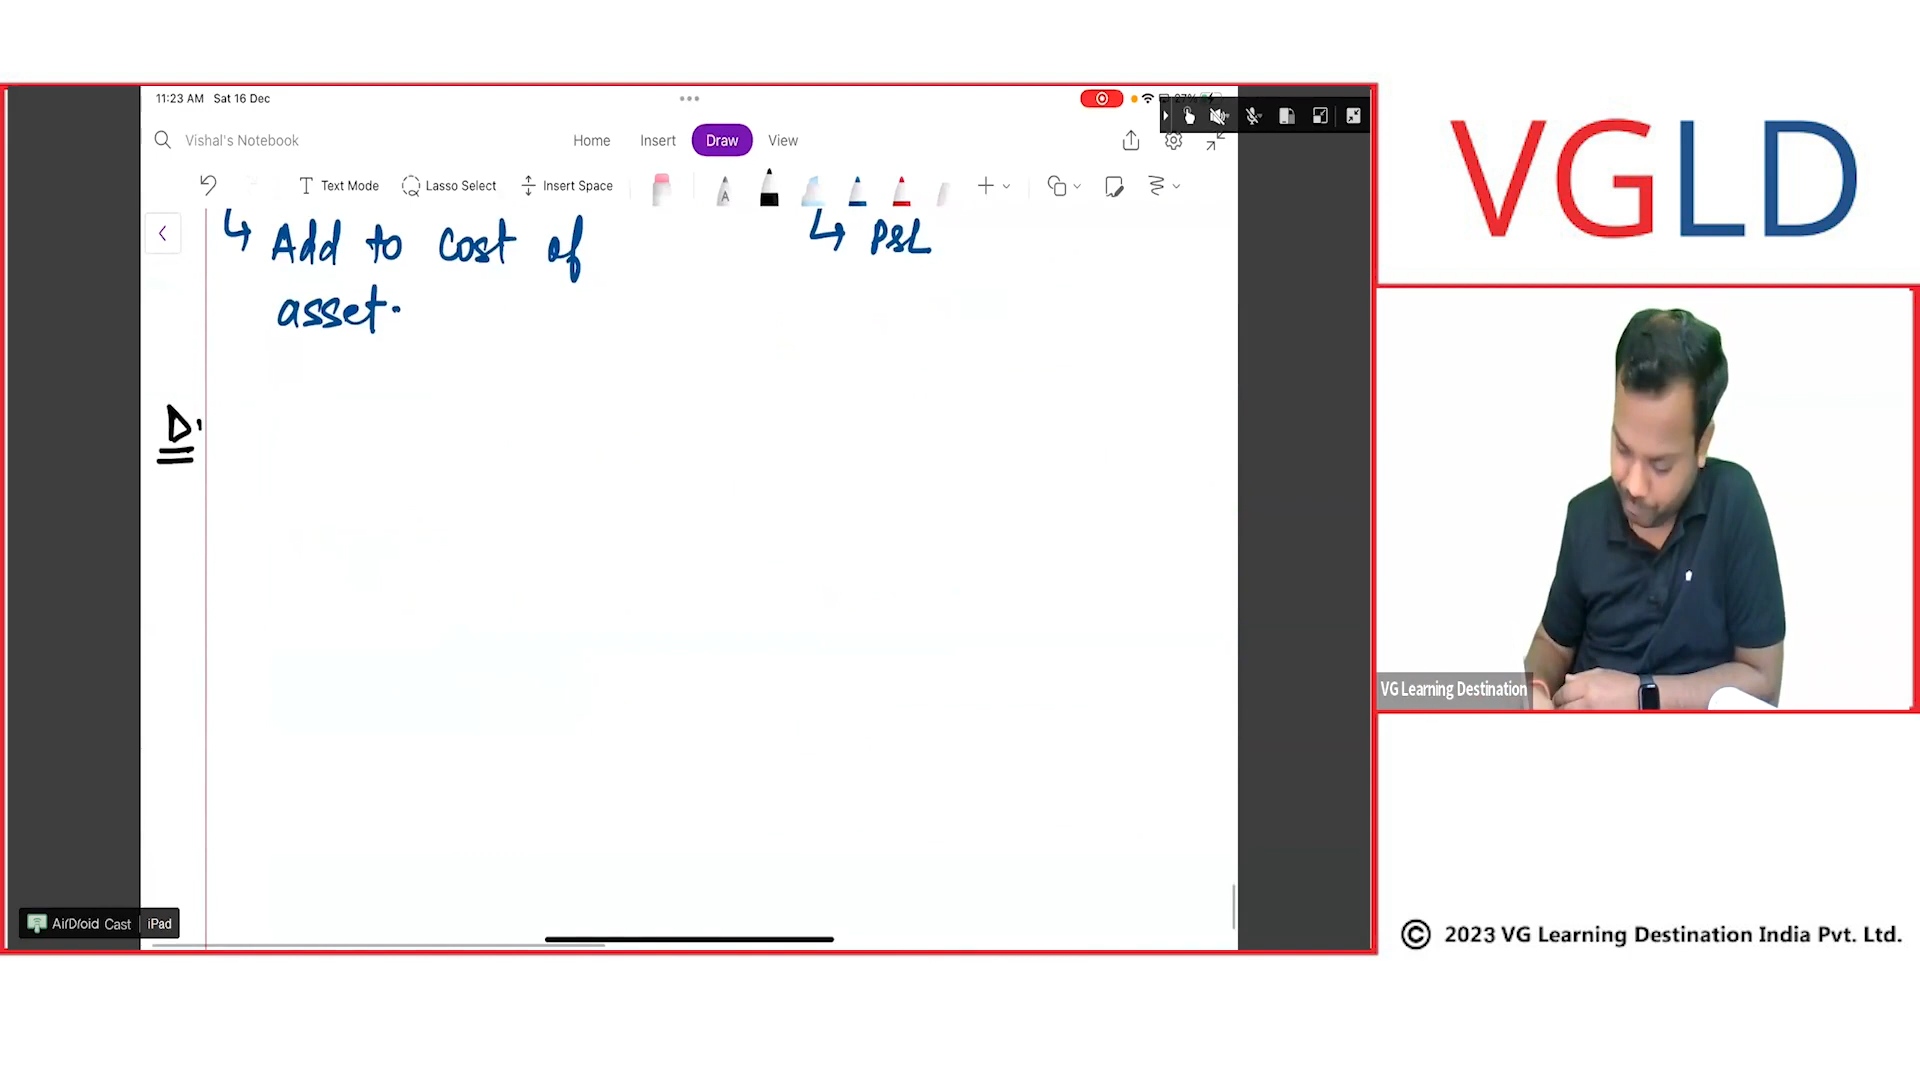 11:23 AM Sat 16 Dec
27%
Vishal's Notebook
Home Insert Draw View
Text Mode Lasso Select Insert Space
↳ Add to cost of
asset.
↳ P&L
D.
AirDroid Cast iPad
VGLD
VG Learning Destination
© 2023 VG Learning Destination India Pvt. Ltd.